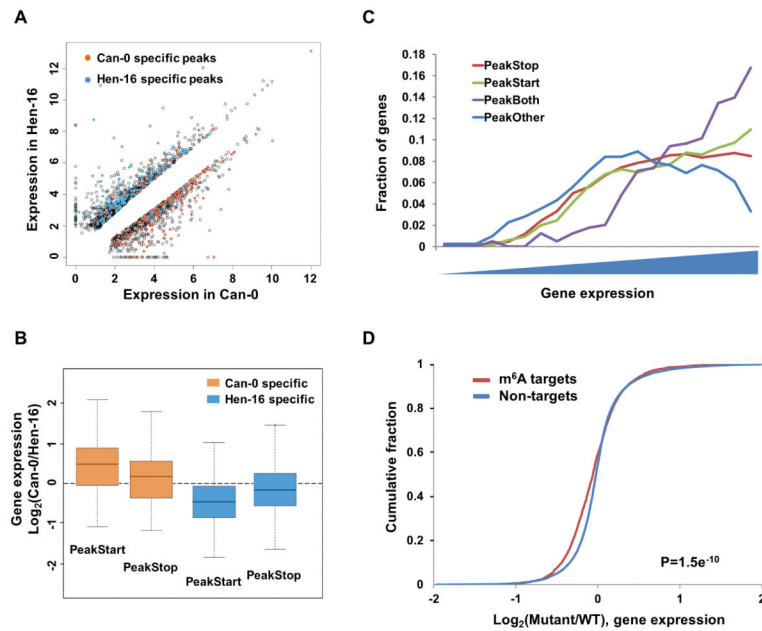 A
Can-0 specific peaks
Hen-16 specific peaks
Expression in Hen-16
12
10
8
6
4
2
0
0 2 4 6 8 10 12
Expression in Can-0
B
Can-0 specific
Hen-16 specific
Gene expression
Log2(Can-0/Hen-16)
2
1
0
-1
-2
PeakStart
PeakStop
PeakStart
PeakStop
C
PeakStop
PeakStart
PeakBoth
PeakOther
Fraction of genes
0.18
0.16
0.14
0.12
0.1
0.08
0.06
0.04
0.02
0.00
Gene expression
D
m⁶A targets
Non-targets
Cumulative fraction
1
0.8
0.6
0.4
0.2
0
P=1.5e⁻¹⁰
-2 -1 0 1 2
Log₂(Mutant/WT), gene expression